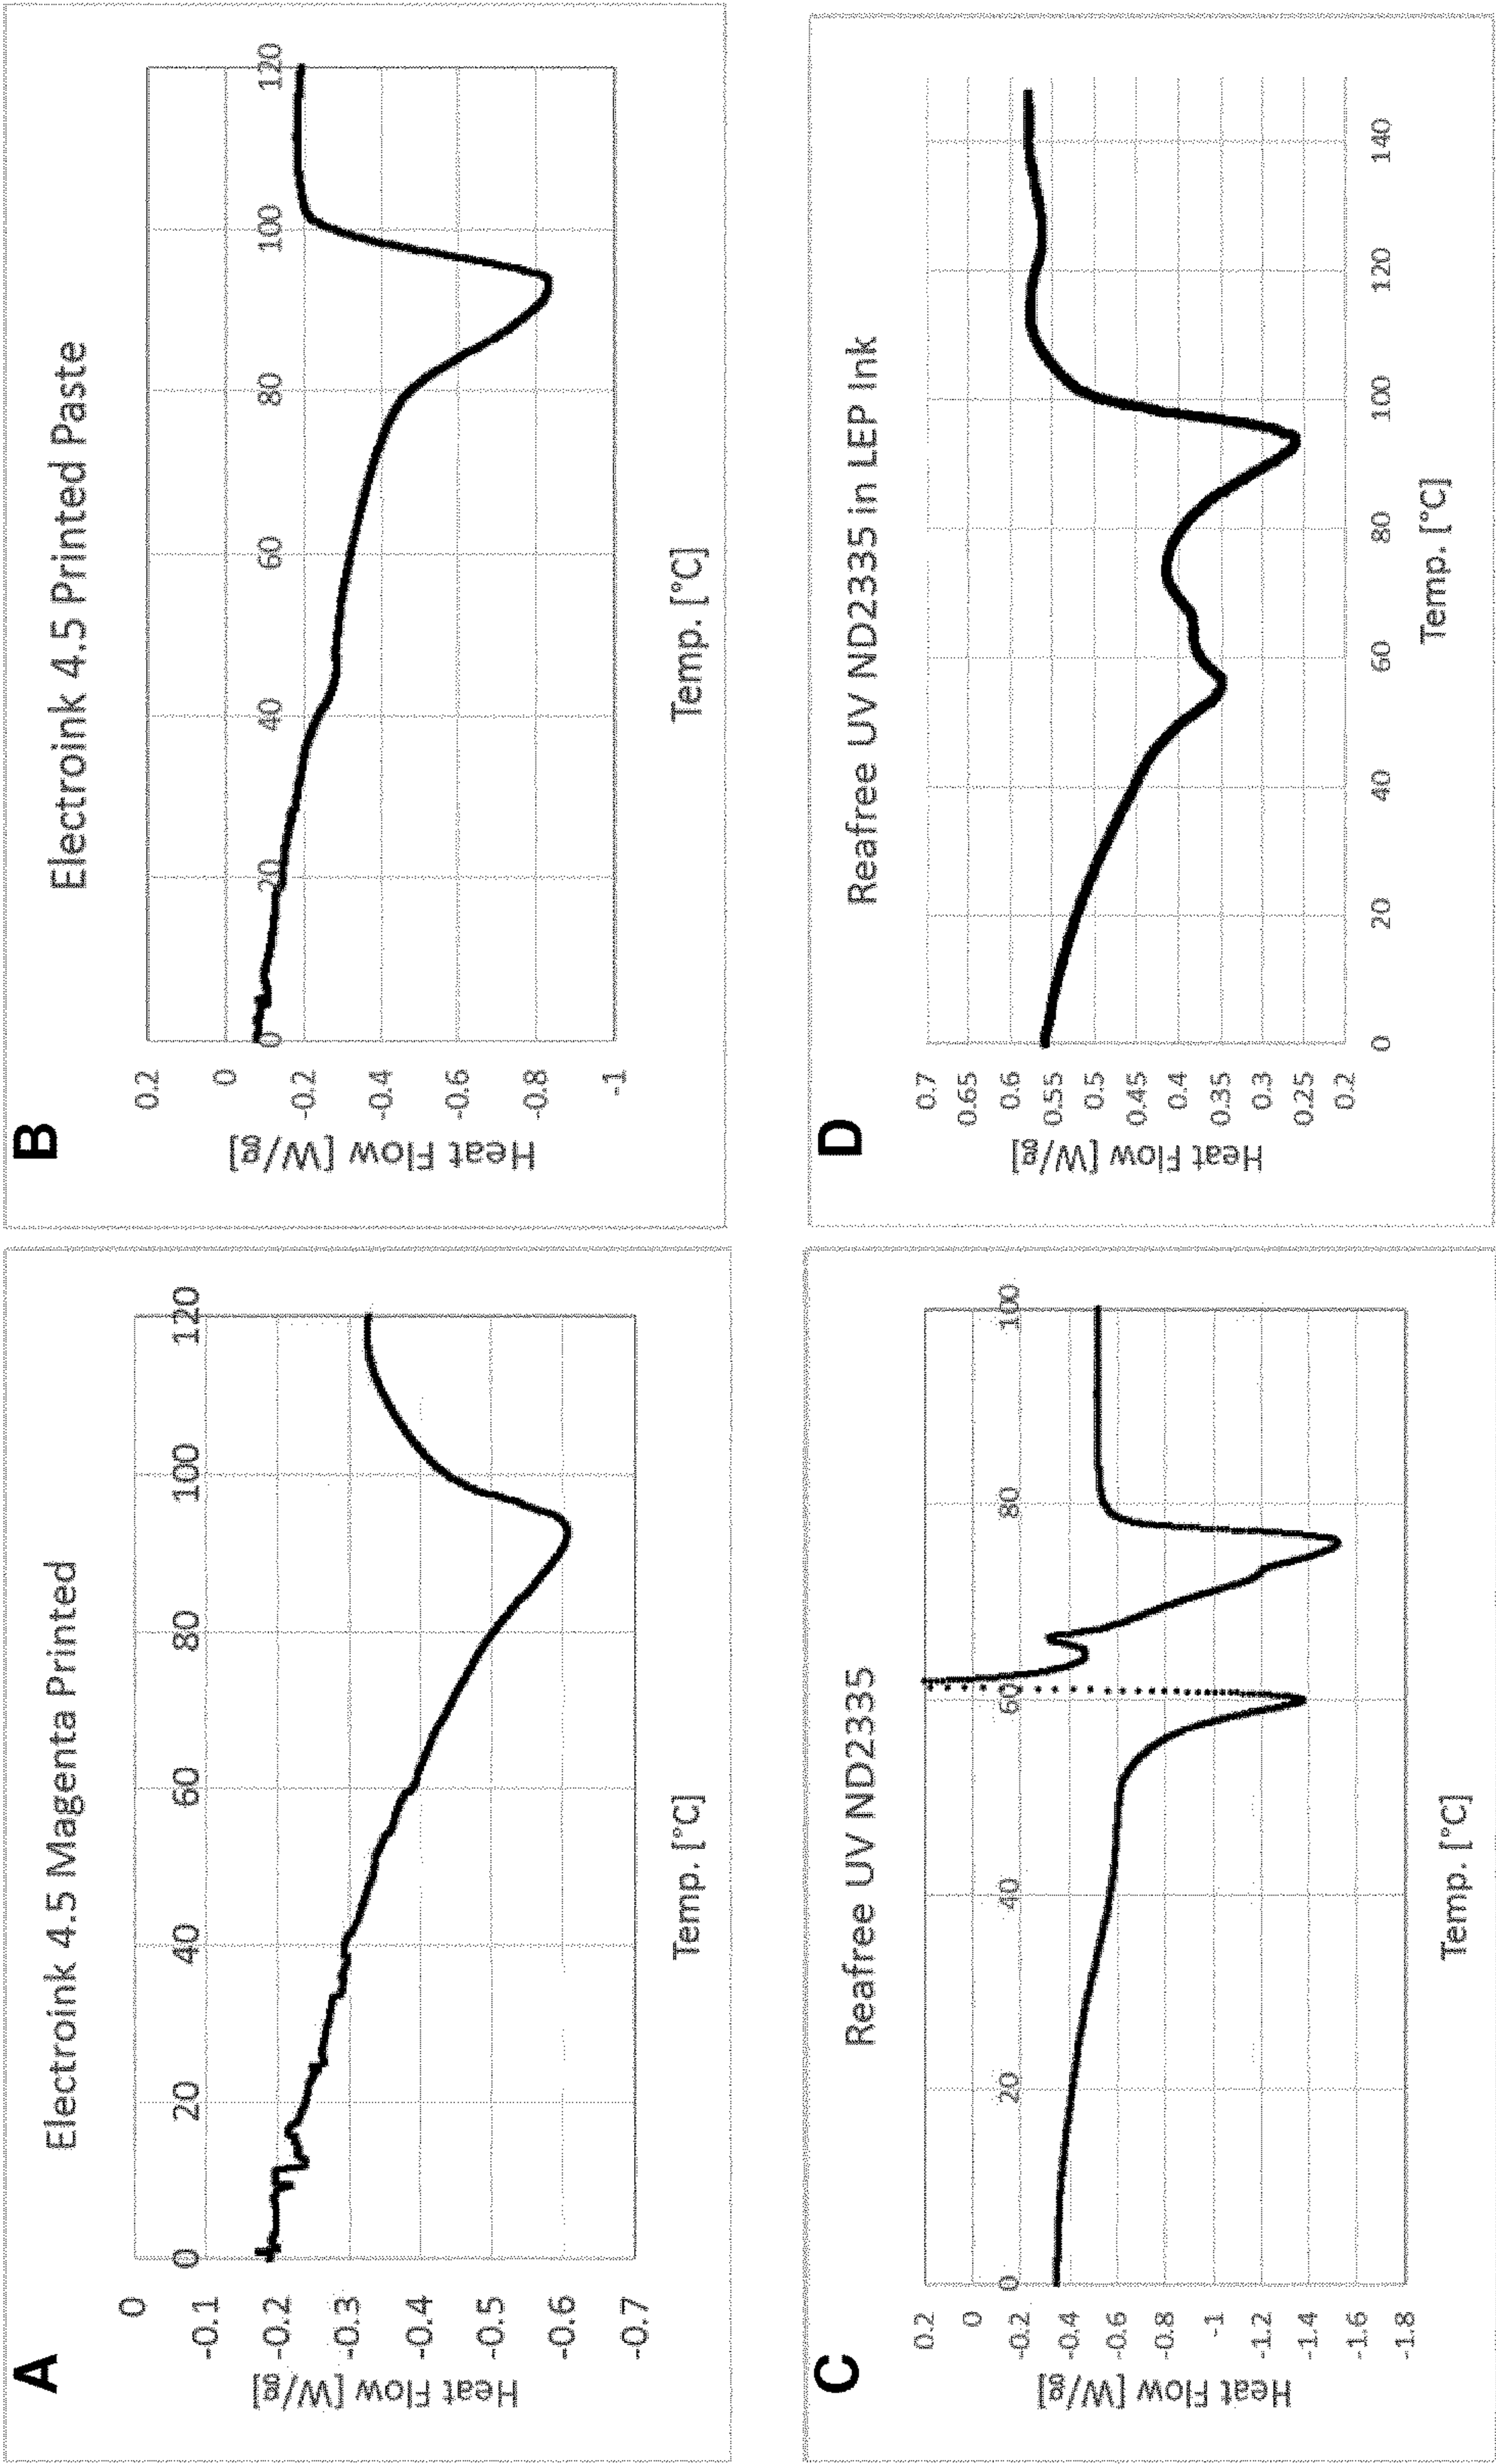 A
Electroink 4.5 Magenta Printed
Heat Flow [W/g]
0
-0.1
-0.2
-0.3
-0.4
-0.5
-0.6
-0.7
0 20 40 60 80 100 120
Temp. [°C]
B
Electroink 4.5 Printed Paste
Heat Flow [W/g]
0.2
0
-0.2
-0.4
-0.6
-0.8
-1
0 20 40 60 80 100 120
Temp. [°C]
C
Reafree UV ND2335
Heat Flow [W/g]
0.2
0
-0.2
-0.4
-0.6
-0.8
-1
-1.2
-1.4
-1.6
-1.8
0 20 40 60 80 100
Temp. [°C]
D
Reafree UV ND2335 in LEP Ink
Heat Flow [W/g]
0.7
0.65
0.6
0.55
0.5
0.45
0.4
0.35
0.3
0.25
0.2
0 20 40 60 80 100 120 140
Temp. [°C]